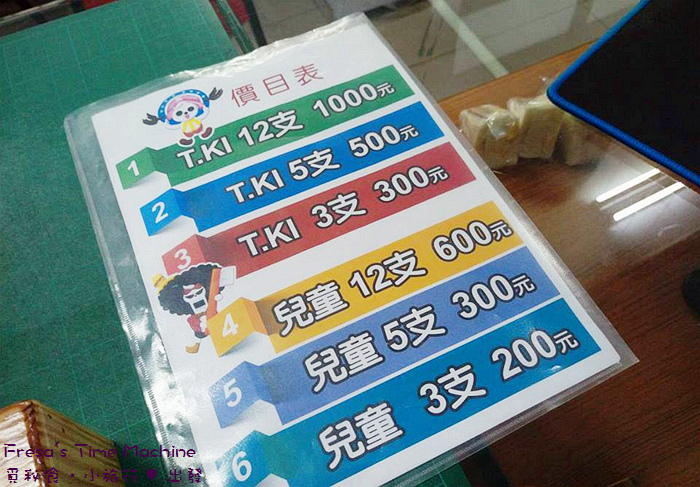 價目表
1 T.KI 12支 1000元
2 T.KI 5支 500元
3 T.KI 3支 300元
4 兒童 12支 600元
5 兒童 5支 300元
6 兒童 3支 200元
Fresa's Time Machine